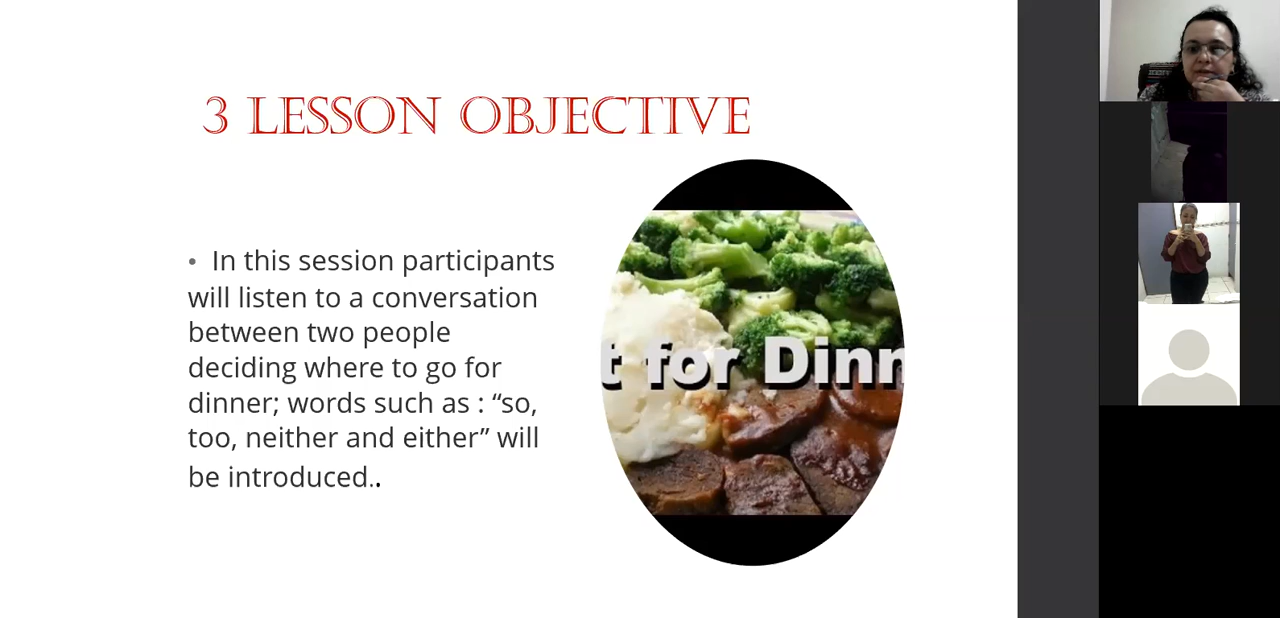 3 LESSON OBJECTIVE
• In this session participants
will listen to a conversation
between two people
deciding where to go for
dinner; words such as : “so,
too, neither and either” will
be introduced..
t for Dinn